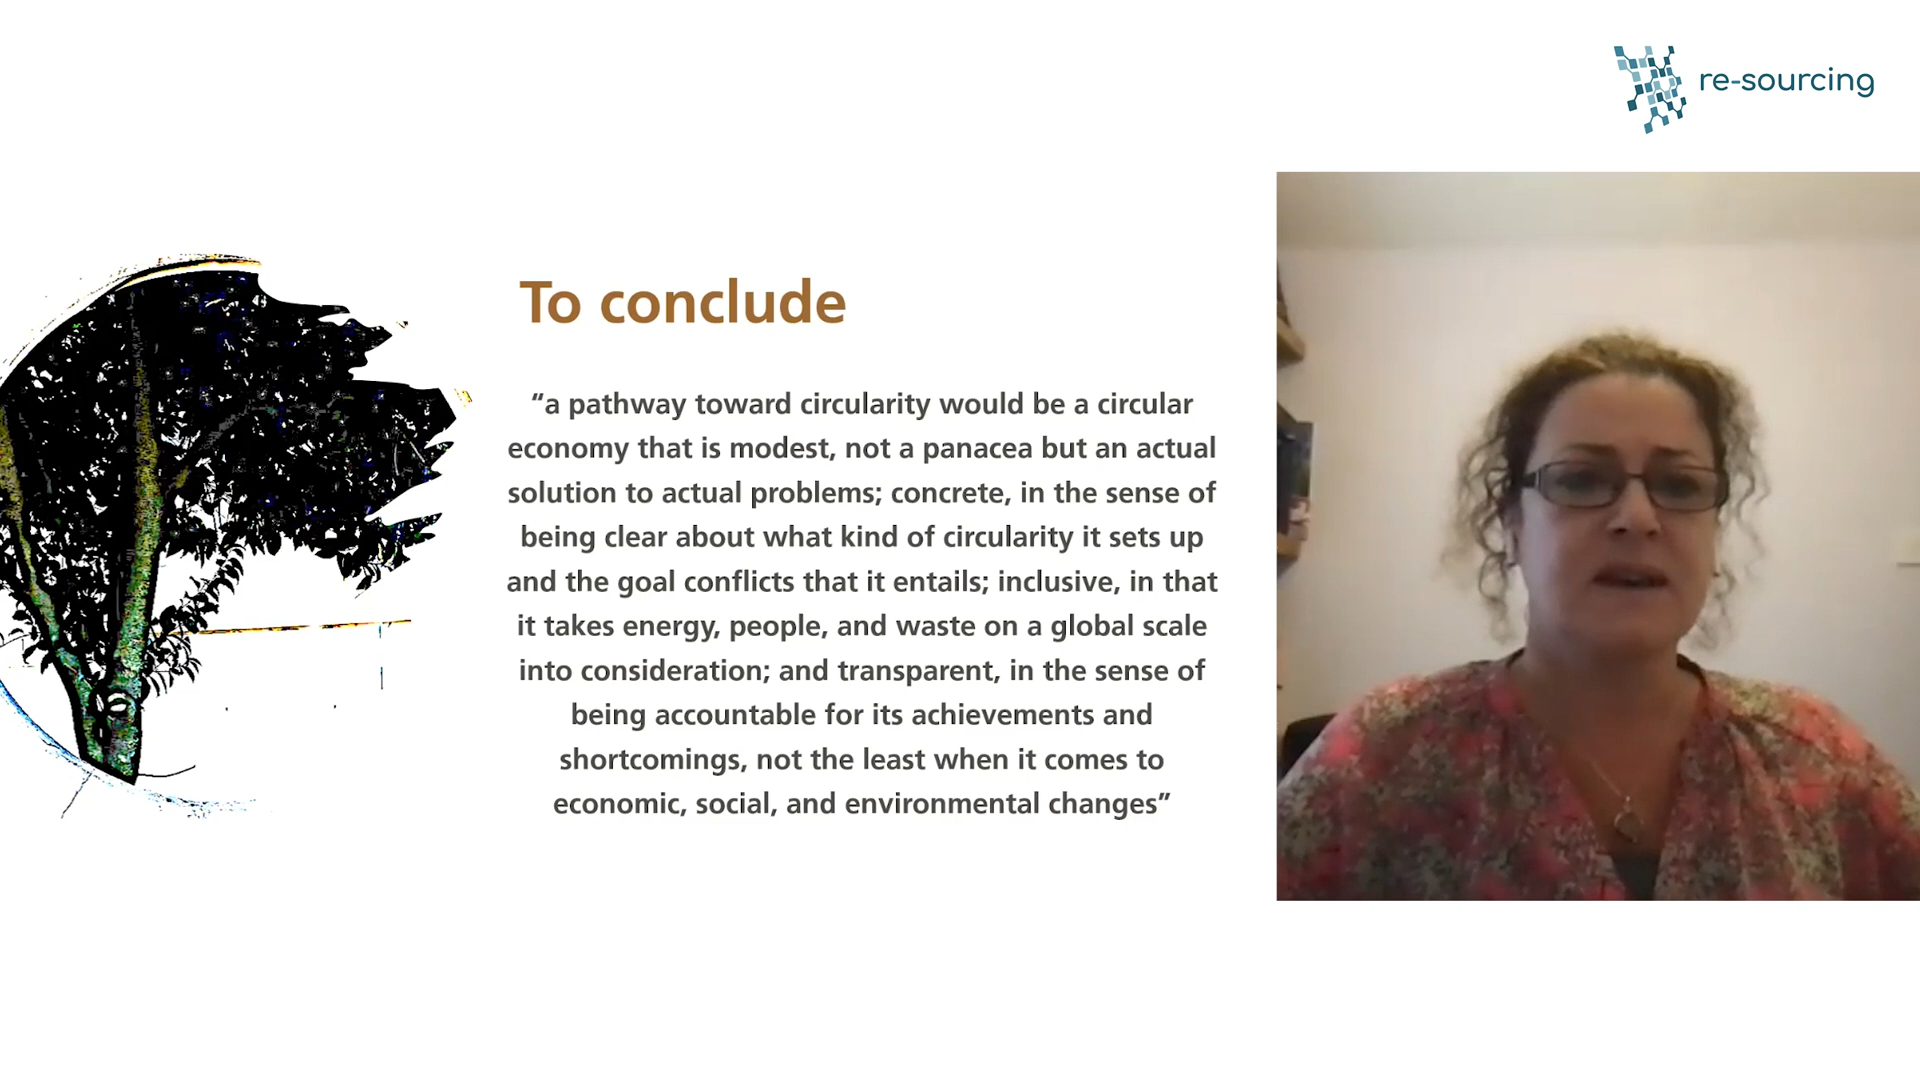 re-sourcing
To conclude
“a pathway toward circularity would be a circular
economy that is modest, not a panacea but an actual
solution to actual problems; concrete, in the sense of
being clear about what kind of circularity it sets up
and the goal conflicts that it entails; inclusive, in that
it takes energy, people, and waste on a global scale
into consideration; and transparent, in the sense of
being accountable for its achievements and
shortcomings, not the least when it comes to
economic, social, and environmental changes”